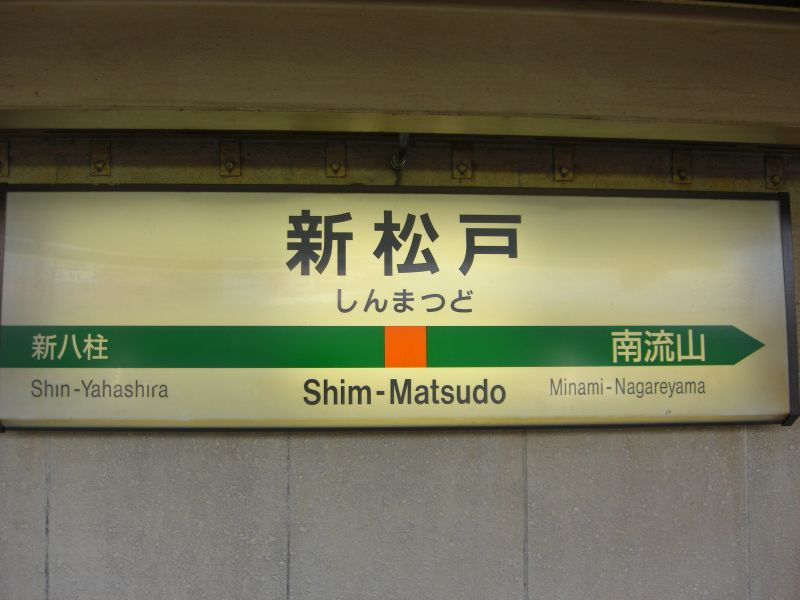 新松戸
しんまつど
新八柱 南流山
Shin-Yahashira Shim-Matsudo Minami-Nagareyama